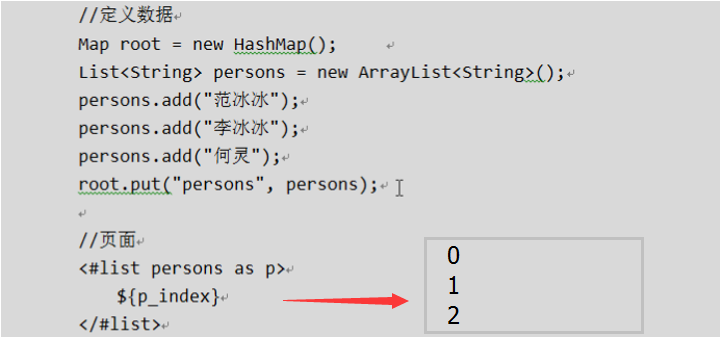 //定义数据
Map root = new HashMap();
List<String> persons = new ArrayList<String>();
persons.add("范冰冰");
persons.add("李冰冰");
persons.add("何灵");
root.put("persons", persons);
//页面
<#list persons as p>
${p_index}
</#list>
0
1
2